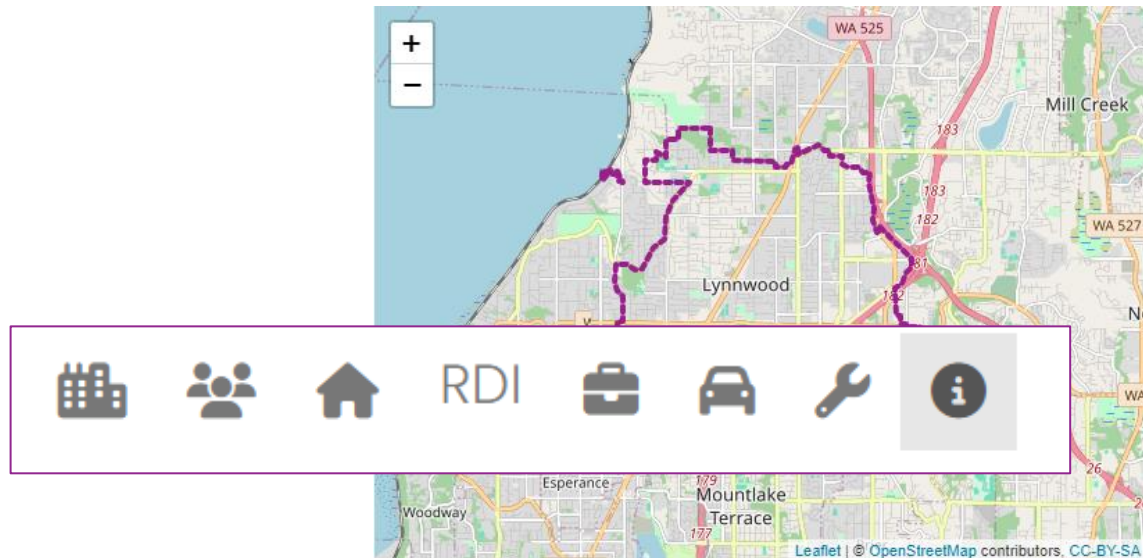 +
WA 525
−
Mill Creek
183
183
182
WA 527
81
Lynnwood
182
RDI
26
179
Esperance
Mountlake
Terrace
Woodway
177
Leaflet | © OpenStreetMap contributors, CC-BY-SA